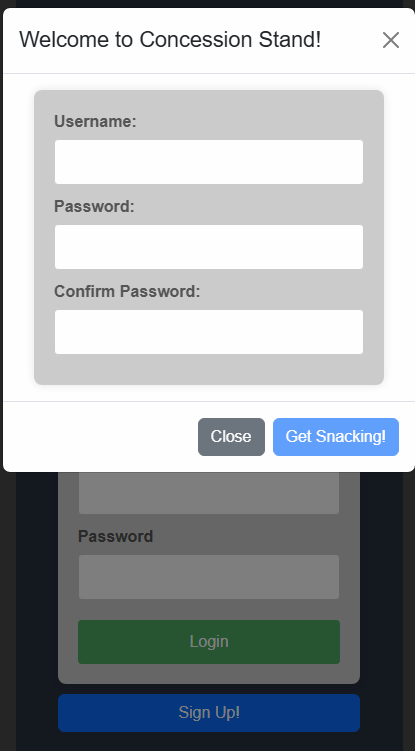 Welcome to Concession Stand!
Username:
Password:
Confirm Password:
Close
Get Snacking!
Password
Login
Sign Up!